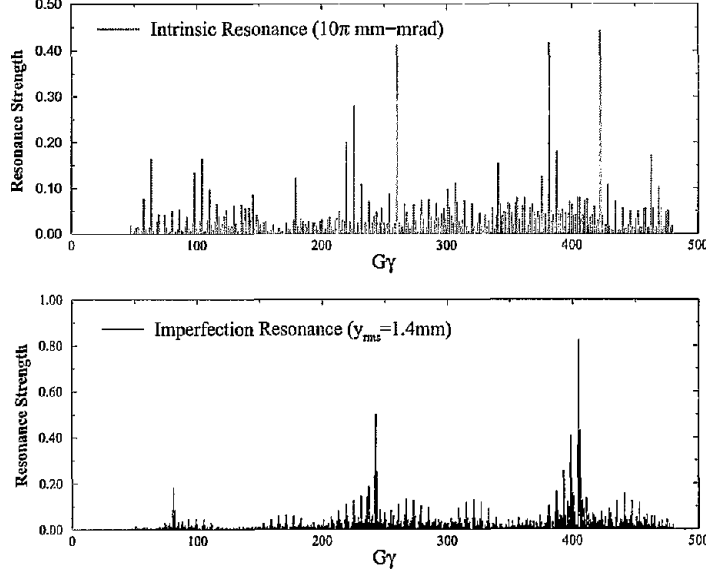 0.50
0.40
0.30
0.20
0.10
0.00
Resonance Strength
Intrinsic Resonance (10π mm−mrad)
0 100 200 300 400 500
Gγ
1.00
0.80
0.60
0.40
0.20
0.00
Resonance Strength
Imperfection Resonance (y_rms=1.4mm)
0 100 200 300 400 500
Gγ